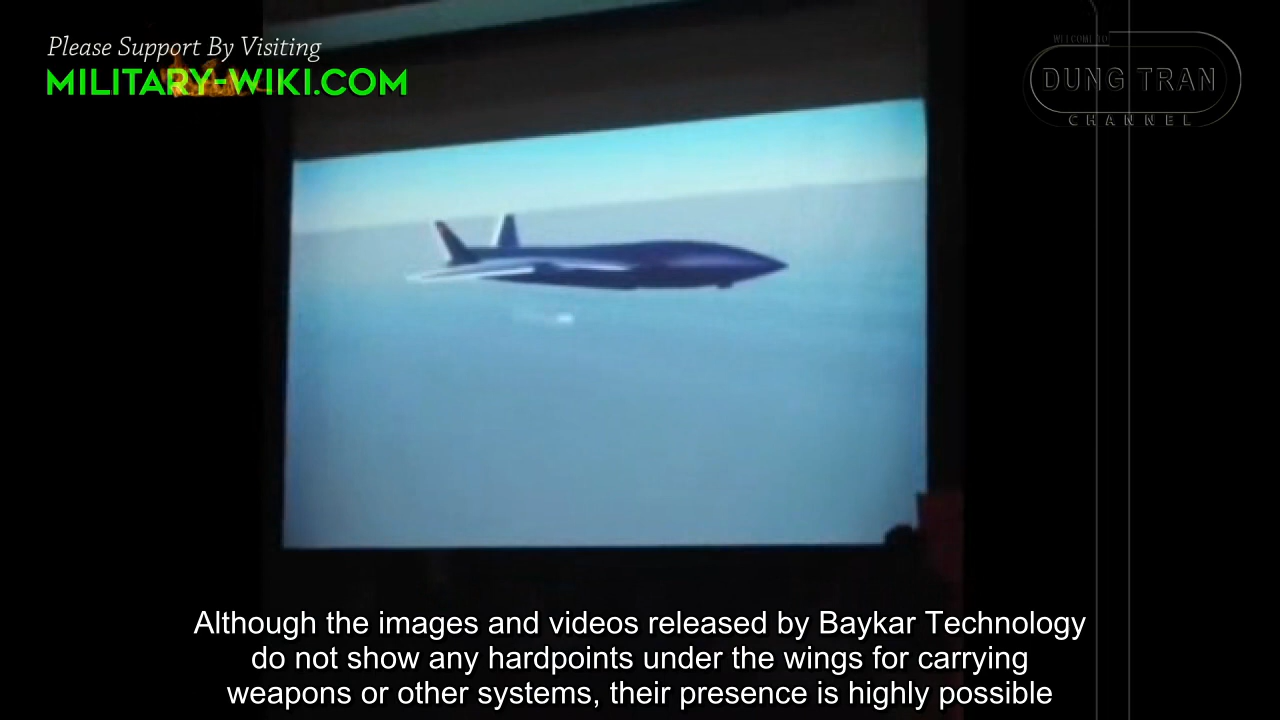 Please Support By Visiting
MILITARY-WIKI.COM
WELCOME TO
DUNG TRAN
CHANNEL
Although the images and videos released by Baykar Technology
do not show any hardpoints under the wings for carrying
weapons or other systems, their presence is highly possible